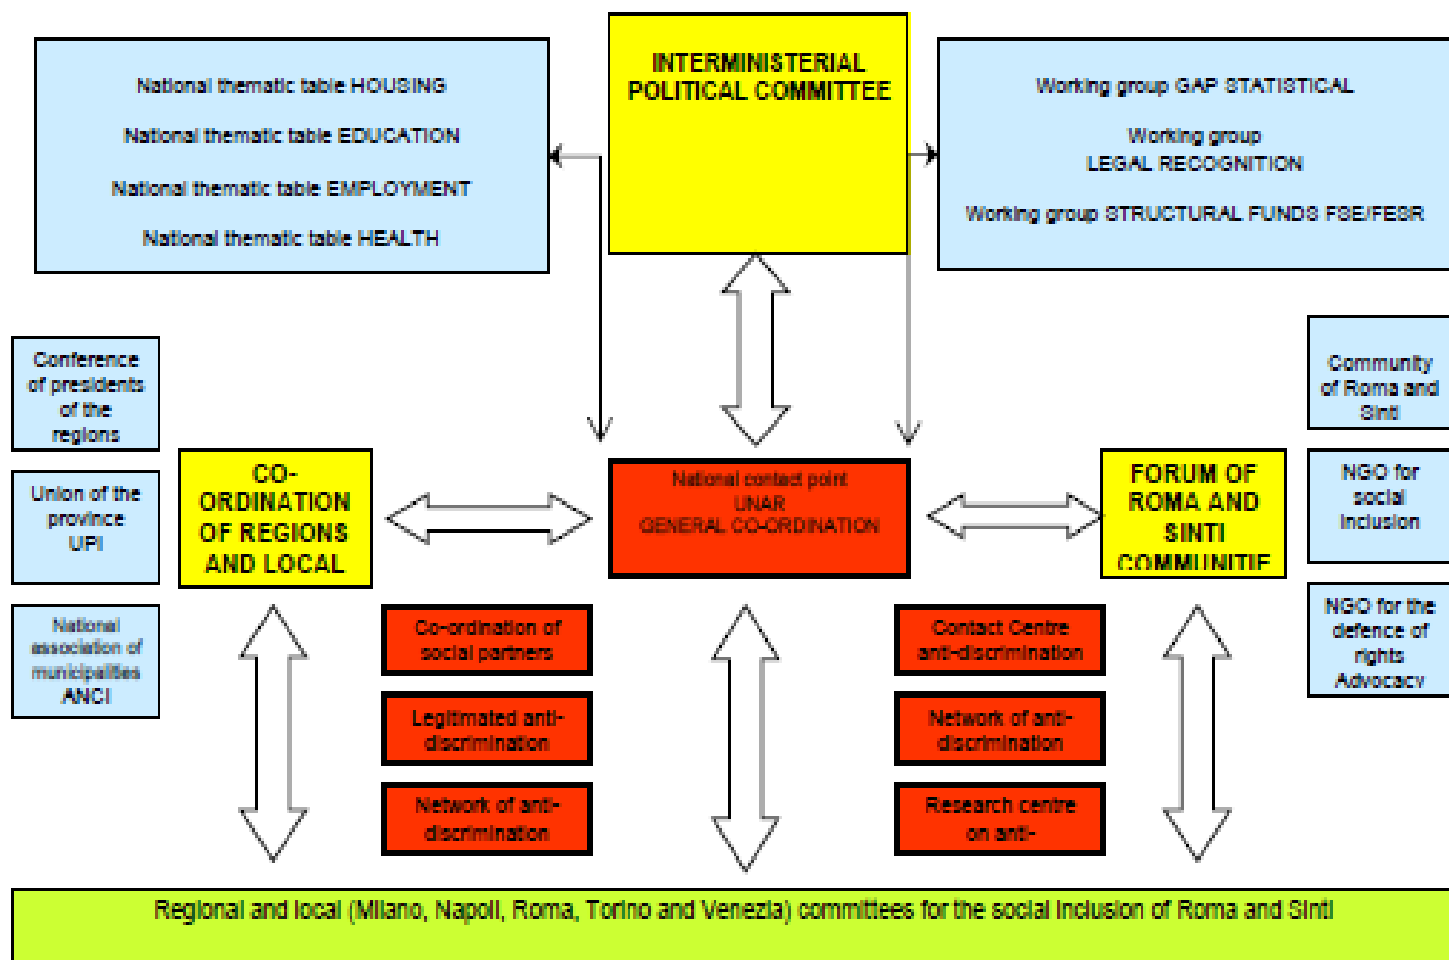 National thematic table HOUSING
National thematic table EDUCATION
National thematic table EMPLOYMENT
National thematic table HEALTH
INTERMINISTERIAL
POLITICAL COMMITTEE
Working group GAP STATISTICAL
Working group
LEGAL RECOGNITION
Working group STRUCTURAL FUNDS FSE/FESR
Conference
of presidents
of the
regions
Union of the
province
UPI
National
association of
municipalities
ANCI
CO-
ORDINATION
OF REGIONS
AND LOCAL
National contact point
UNAR
GENERAL CO-ORDINATION
FORUM OF
ROMA AND
SINTI
COMMUNITIE
Community
of Roma and
Sinti
NGO for
social
inclusion
NGO for the
defence of
rights
Advocacy
Co-ordination of
social partners
Legitimated anti-
discrimination
Network of anti-
discrimination
Contact Centre
anti-discrimination
Network of anti-
discrimination
Research centre
on anti-
Regional and local (Milano, Napoli, Roma, Torino and Venezia) committees for the social inclusion of Roma and Sinti